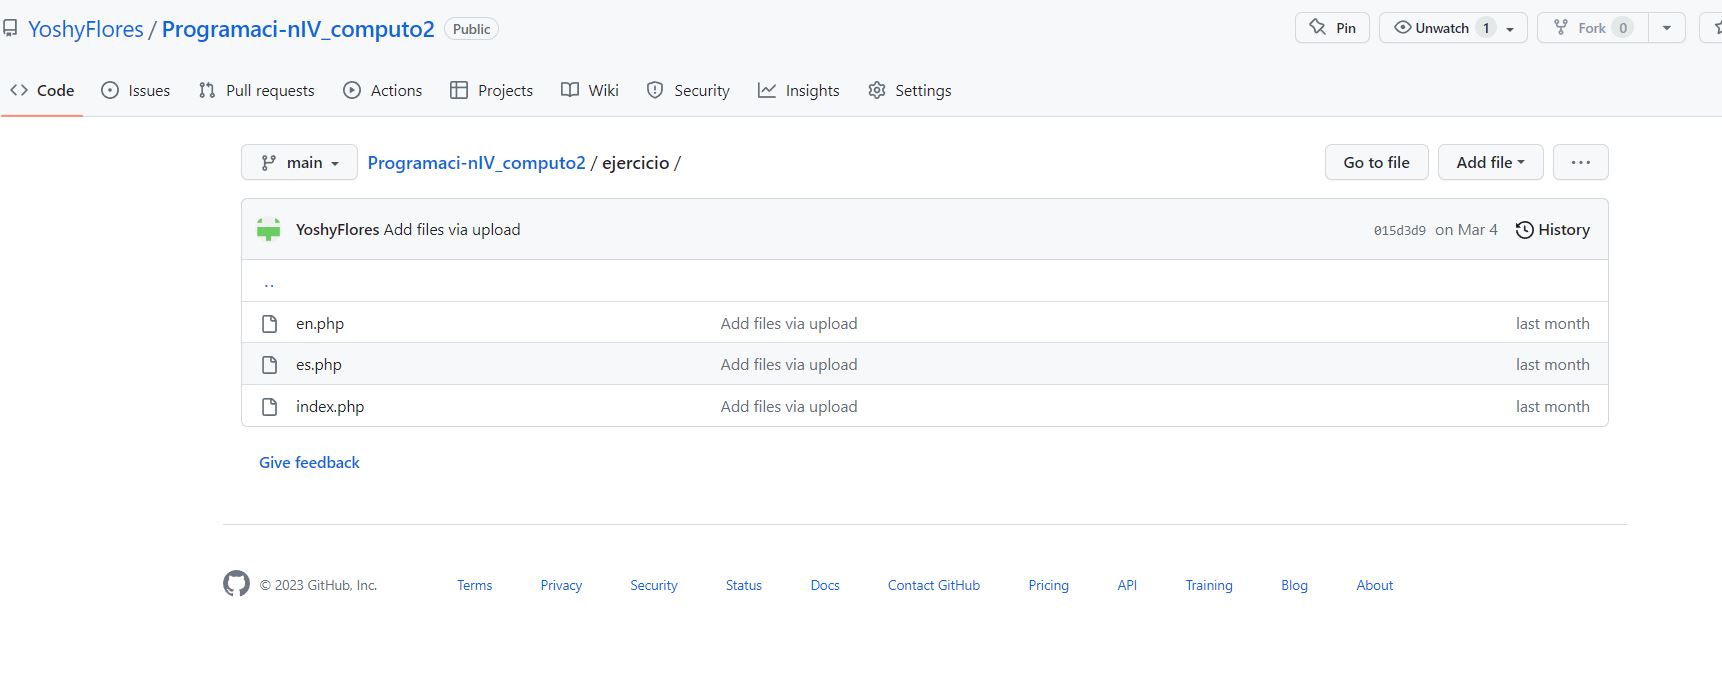 YoshyFlores / Programaci-nIV_computo2 Public Pin Unwatch 1 Fork 0
Code Issues Pull requests Actions Projects Wiki Security Insights Settings
main Programaci-nIV_computo2 / ejercicio / Go to file Add file ...
YoshyFlores Add files via upload 015d3d9 on Mar 4 History
..
en.php Add files via upload last month
es.php Add files via upload last month
index.php Add files via upload last month
Give feedback
© 2023 GitHub, Inc. Terms Privacy Security Status Docs Contact GitHub Pricing API Training Blog About